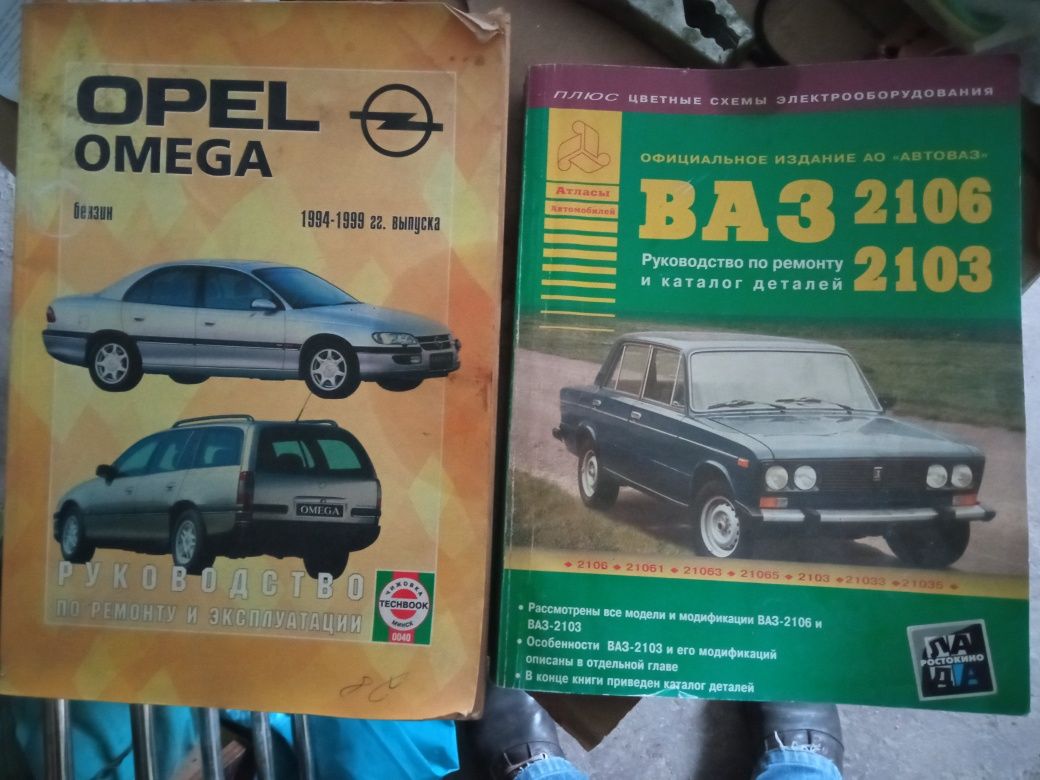 OPEL
OMEGA
бензин
1994-1999 гг. выпуска
OMEGA
РУКОВОДСТВО
ПО РЕМОНТУ И ЭКСПЛУАТАЦИИ
ЧИЖОВКА
TECHBOOK
МИНСК
0040
ПЛЮС ЦВЕТНЫЕ СХЕМЫ ЭЛЕКТРООБОРУДОВАНИЯ
Атласы
Автомобилей
ОФИЦИАЛЬНОЕ ИЗДАНИЕ АО «АВТОВАЗ»
ВАЗ 2106
2103
Руководство по ремонту
и каталог деталей
2106 21061 21063 21065 2103 21033 21035
• Рассмотрены все модели и модификации ВАЗ-2106 и
ВАЗ-2103
• Особенности ВАЗ-2103 и его модификаций
описаны в отдельной главе
• В конце книги приведен каталог деталей
ЛАДА
РОСТОКИНО